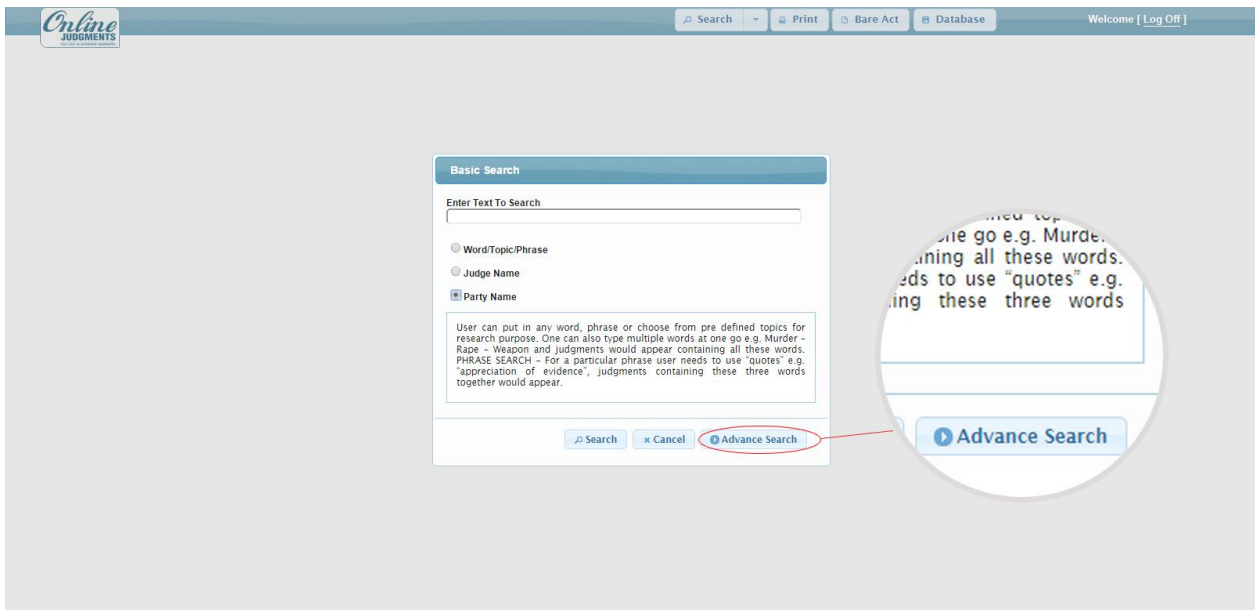 Online
JUDGMENTS
Search
Print
Bare Act
Database
Welcome [ Log Off ]
Basic Search
Enter Text To Search
Word/Topic/Phrase
Judge Name
Party Name
User can put in any word, phrase or choose from pre defined topics for
research purpose. One can also type multiple words at one go e.g. Murder –
Rape – Weapon and judgments would appear containing all these words.
PHRASE SEARCH – For a particular phrase user needs to use "quotes" e.g.
"appreciation of evidence", judgments containing these three words
together would appear.
Search
Cancel
Advance Search
one go e.g. Murde
ining all these words.
eds to use "quotes" e.g.
ing these three words
Advance Search